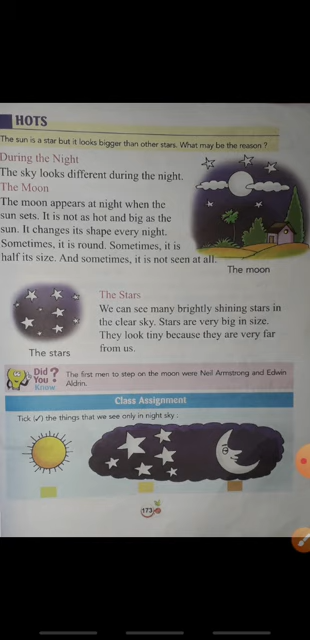 HOTS
The sun is a star but it looks bigger than other stars. What may be the reason ?
During the Night
The sky looks different during the night.
The Moon
The moon appears at night when the
sun sets. It is not as hot and big as the
sun. It changes its shape every night.
Sometimes, it is round. Sometimes, it is
half its size. And sometimes, it is not seen at all.
The moon
The Stars
We can see many brightly shining stars in
the clear sky. Stars are very big in size.
They look tiny because they are very far
from us.
The stars
Did You Know ?
The first men to step on the moon were Neil Armstrong and Edwin
Aldrin.
Class Assignment
Tick (✓) the things that we see only in night sky .
173